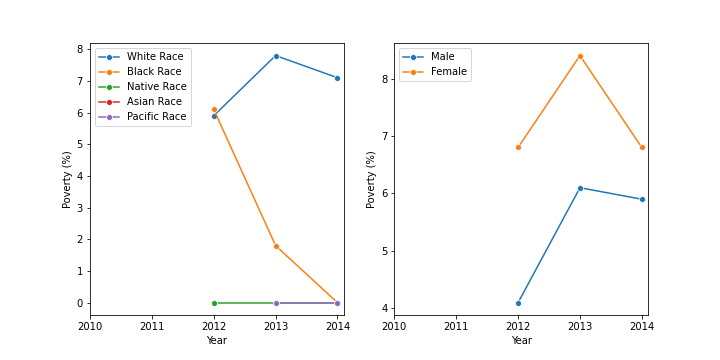 White Race
Black Race
Native Race
Asian Race
Pacific Race
8
7
6
5
4
3
2
1
0
Poverty (%)
2010 2011 2012 2013 2014
Year
Male
Female
8
7
6
5
4
Poverty (%)
2010 2011 2012 2013 2014
Year